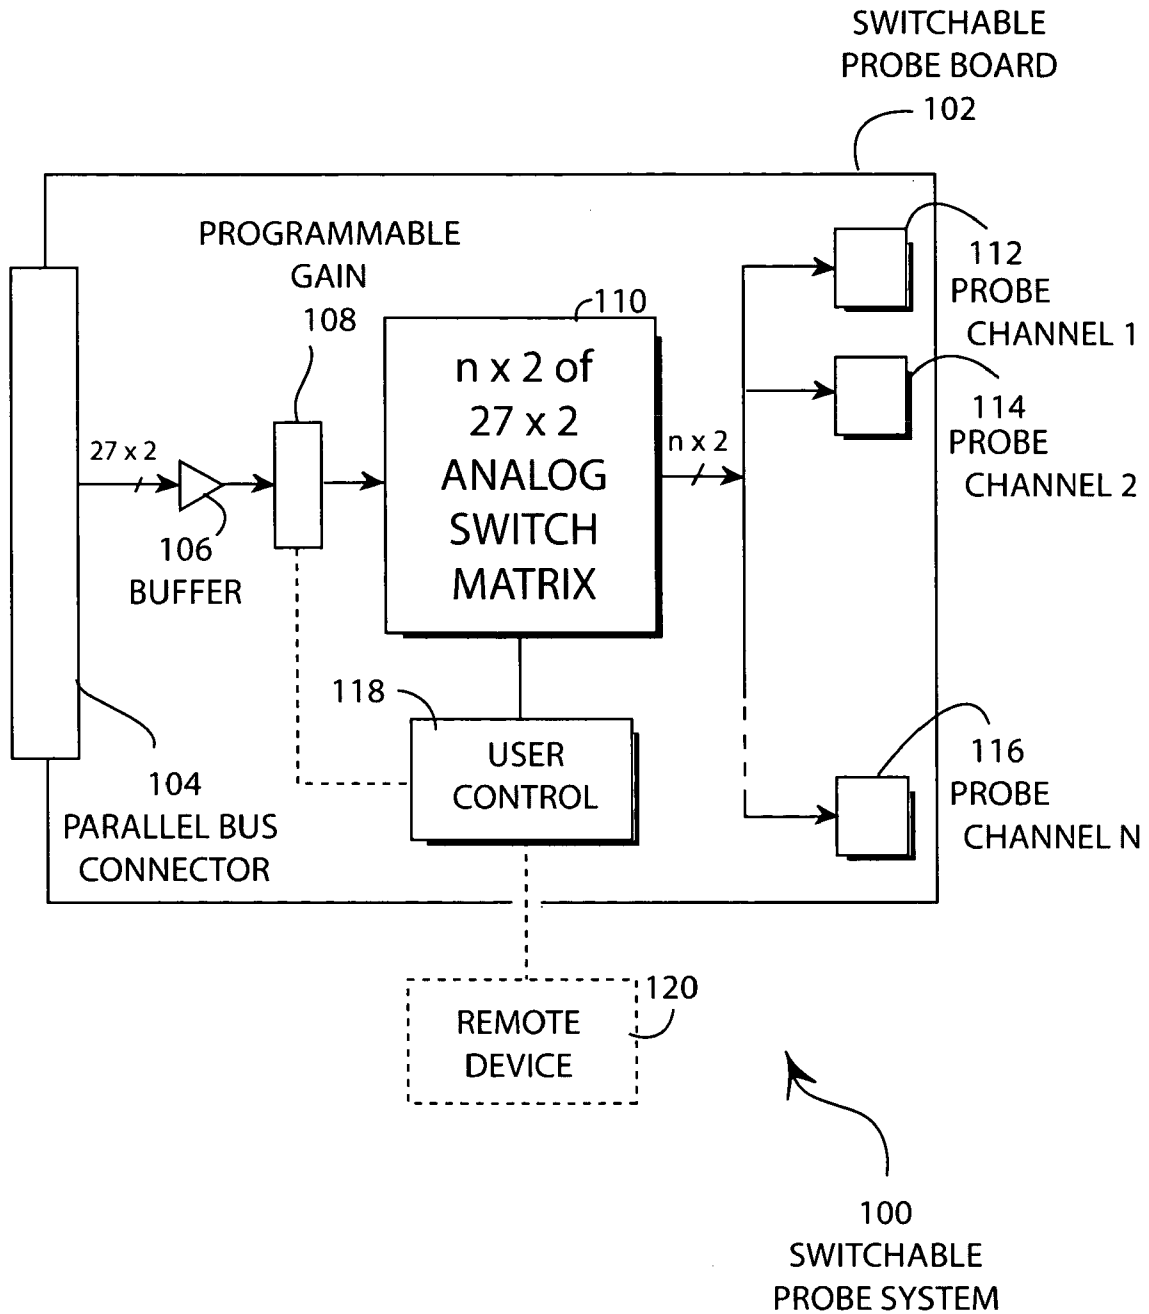 SWITCHABLE
PROBE BOARD
102
PROGRAMMABLE
GAIN
108
110
112
PROBE
CHANNEL 1
n x 2 of
27 x 2
ANALOG
SWITCH
MATRIX
114
PROBE
CHANNEL 2
27 x 2
n x 2
106
BUFFER
118
USER
CONTROL
104
PARALLEL BUS
CONNECTOR
116
PROBE
CHANNEL N
120
REMOTE
DEVICE
100
SWITCHABLE
PROBE SYSTEM